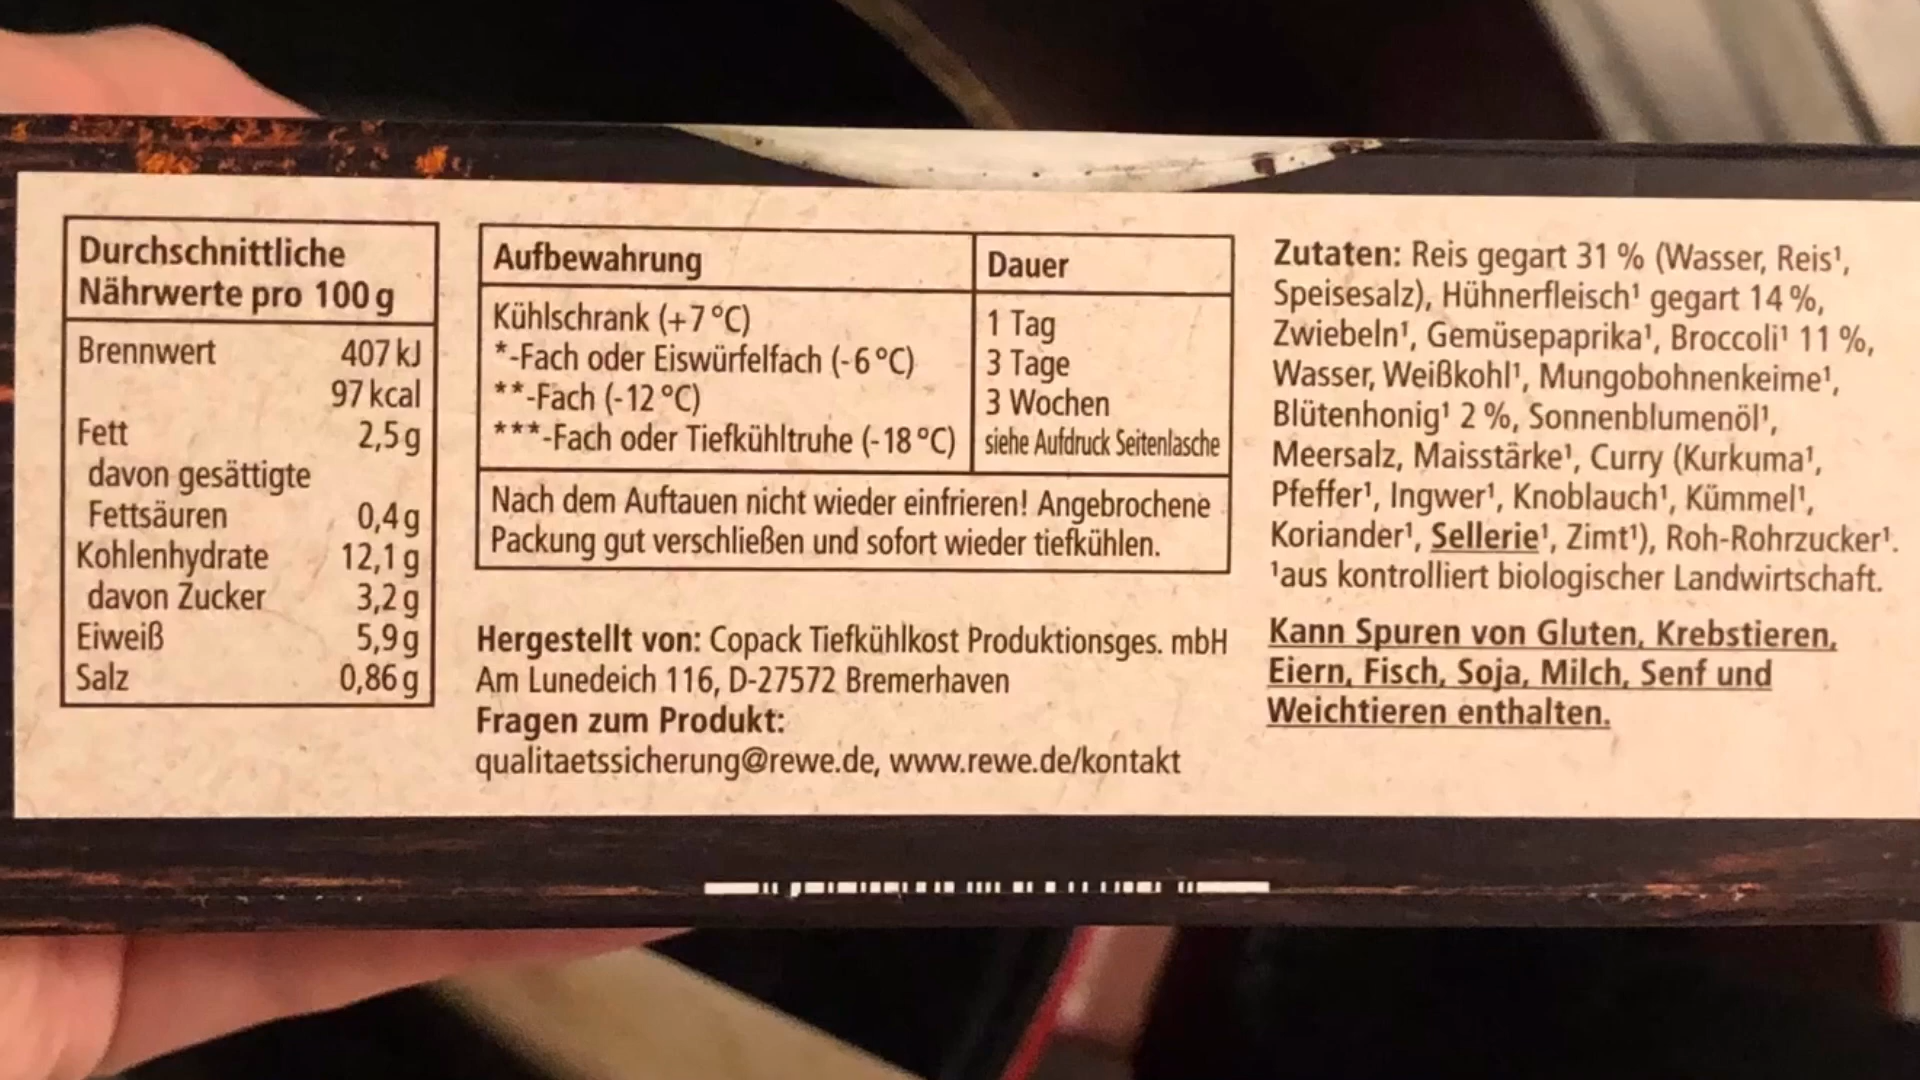 Durchschnittliche
Nährwerte pro 100 g
Brennwert 407 kJ
97 kcal
Fett 2,5 g
davon gesättigte
Fettsäuren 0,4 g
Kohlenhydrate 12,1 g
davon Zucker 3,2 g
Eiweiß 5,9 g
Salz 0,86 g
Aufbewahrung Dauer
Kühlschrank (+7 °C) 1 Tag
*-Fach oder Eiswürfelfach (-6 °C) 3 Tage
**-Fach (-12 °C) 3 Wochen
***-Fach oder Tiefkühltruhe (-18 °C) siehe Aufdruck Seitenlasche
Nach dem Auftauen nicht wieder einfrieren! Angebrochene
Packung gut verschließen und sofort wieder tiefkühlen.
Hergestellt von: Copack Tiefkühlkost Produktionsges. mbH
Am Lunedeich 116, D-27572 Bremerhaven
Fragen zum Produkt:
qualitaetssicherung@rewe.de, www.rewe.de/kontakt
Zutaten: Reis gegart 31 % (Wasser, Reis¹,
Speisesalz), Hühnerfleisch¹ gegart 14 %,
Zwiebeln¹, Gemüsepaprika¹, Broccoli¹ 11 %,
Wasser, Weißkohl¹, Mungobohnenkeime¹,
Blütenhonig¹ 2 %, Sonnenblumenöl¹,
Meersalz, Maisstärke¹, Curry (Kurkuma¹,
Pfeffer¹, Ingwer¹, Knoblauch¹, Kümmel¹,
Koriander¹, Sellerie¹, Zimt¹), Roh-Rohrzucker¹.
¹aus kontrolliert biologischer Landwirtschaft.
Kann Spuren von Gluten, Krebstieren,
Eiern, Fisch, Soja, Milch, Senf und
Weichtieren enthalten.